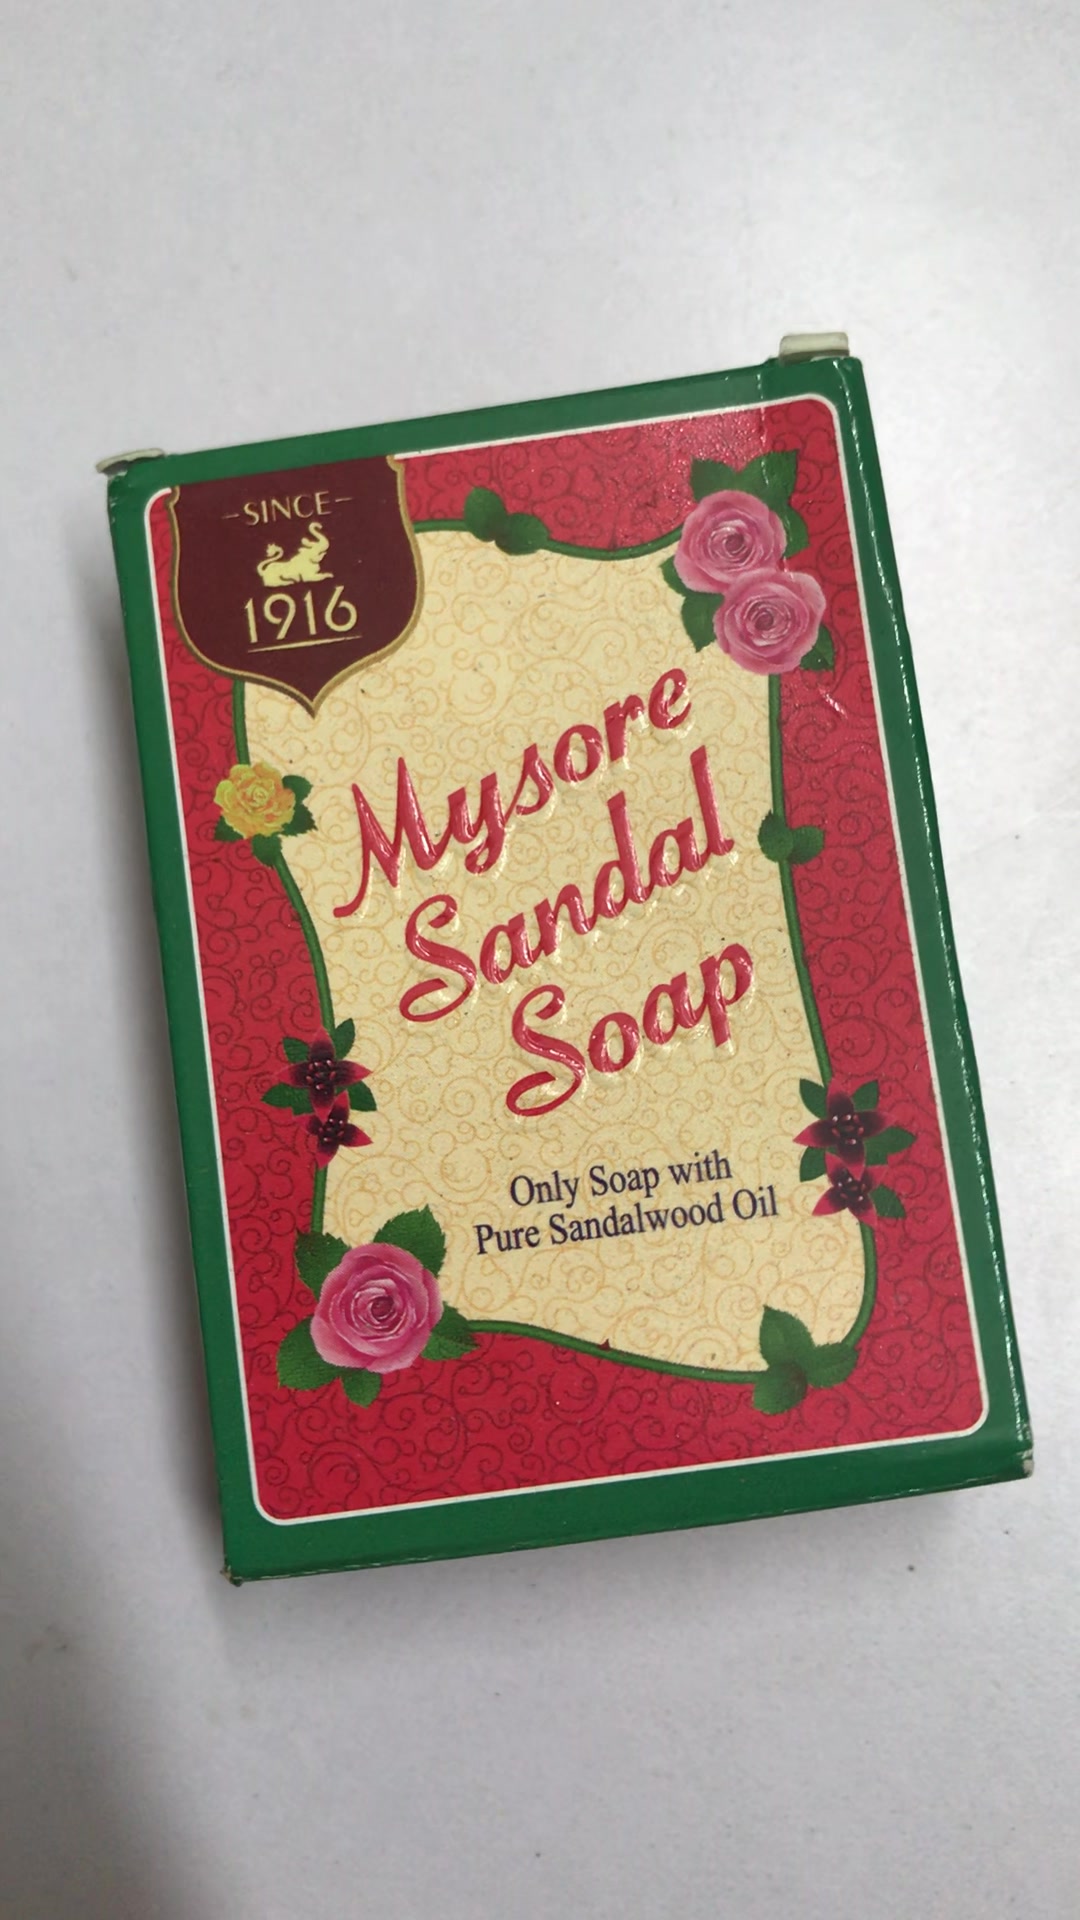 -SINCE-
1916
Mysore
Sandal
Soap
Only Soap with
Pure Sandalwood Oil